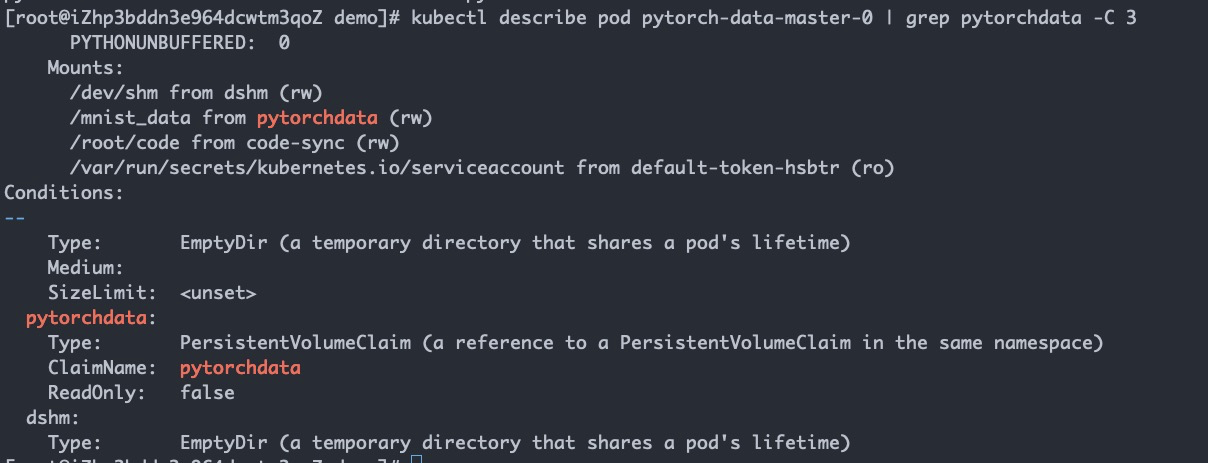 [root@iZhp3bddn3e964dcwtm3qoZ demo]# kubectl describe pod pytorch-data-master-0 | grep pytorchdata -C 3
PYTHONUNBUFFERED:  0
Mounts:
/dev/shm from dshm (rw)
/mnist_data from pytorchdata (rw)
/root/code from code-sync (rw)
/var/run/secrets/kubernetes.io/serviceaccount from default-token-hsbtr (ro)
Conditions:
--
Type:       EmptyDir (a temporary directory that shares a pod's lifetime)
Medium:
SizeLimit:  <unset>
pytorchdata:
Type:       PersistentVolumeClaim (a reference to a PersistentVolumeClaim in the same namespace)
ClaimName:  pytorchdata
ReadOnly:   false
dshm:
Type:       EmptyDir (a temporary directory that shares a pod's lifetime)